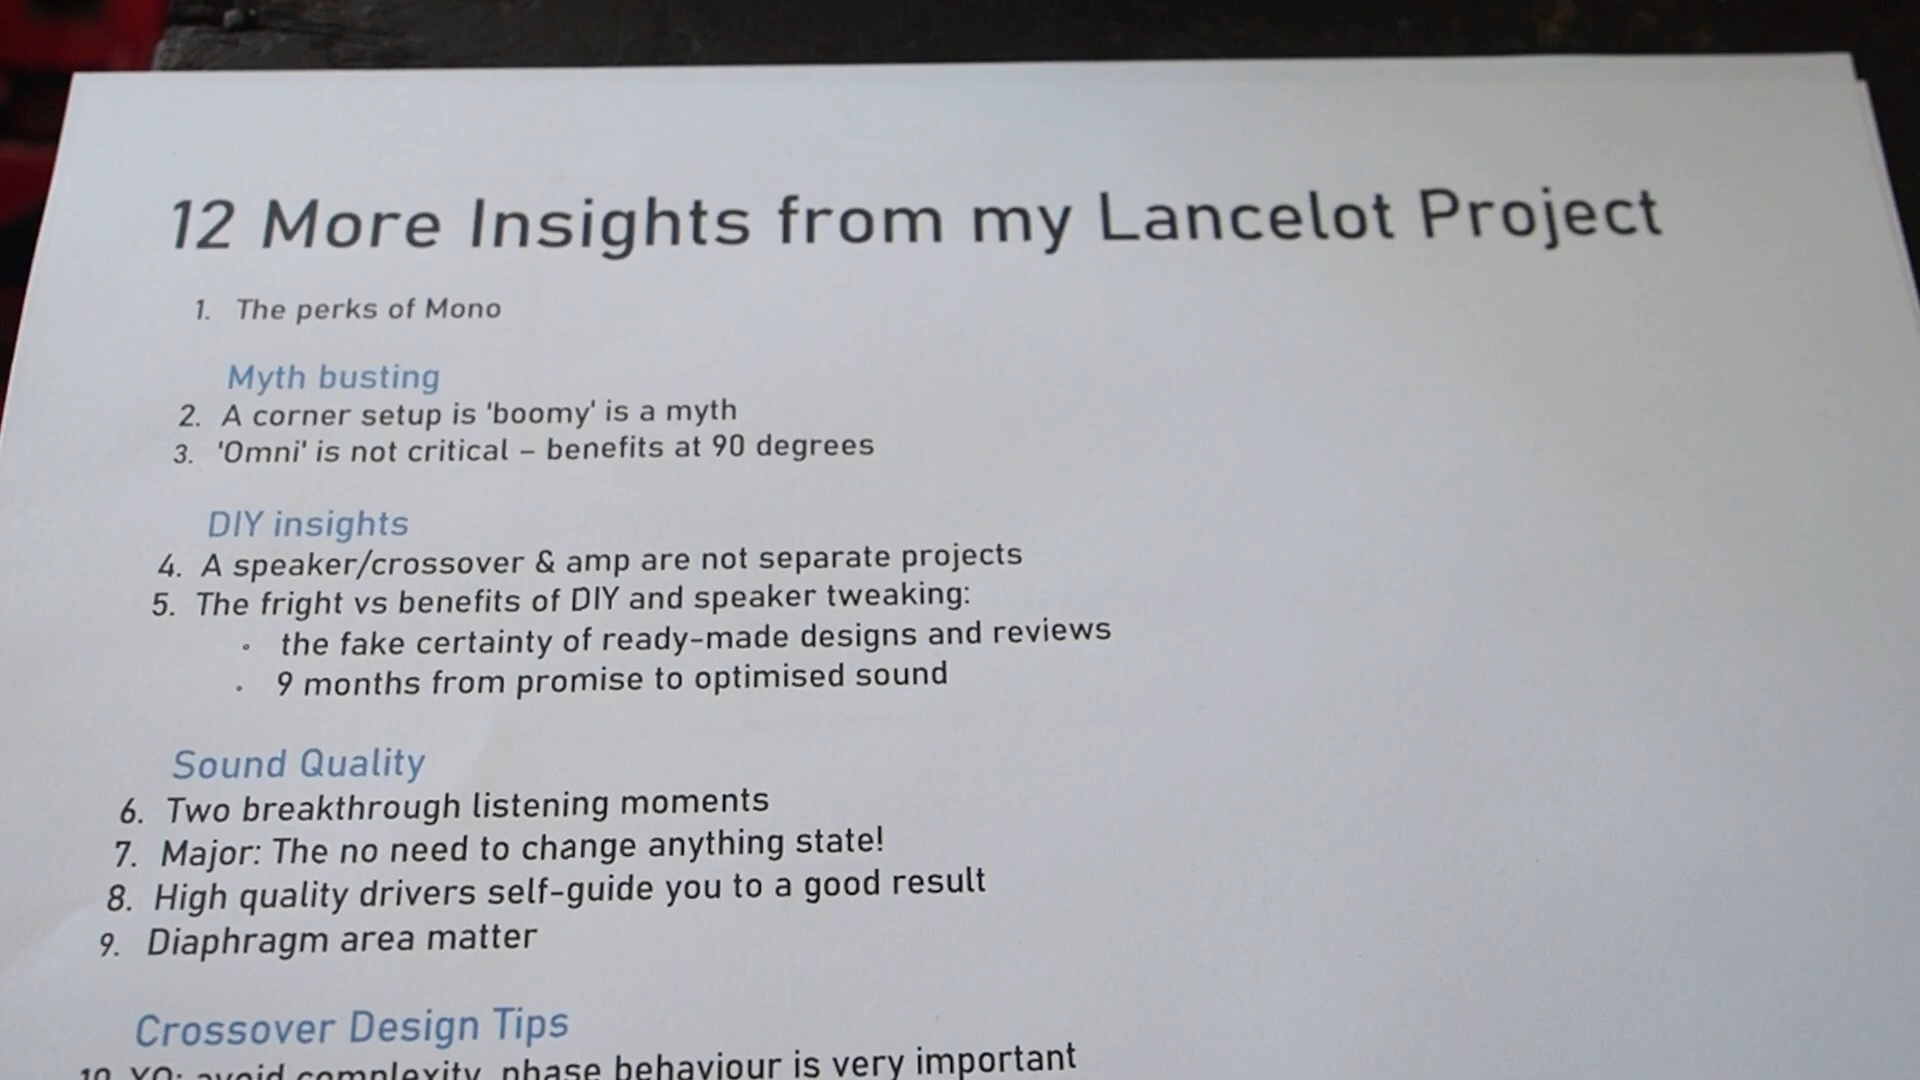 12 More Insights from my Lancelot Project
1. The perks of Mono
Myth busting
2. A corner setup is 'boomy' is a myth
3. 'Omni' is not critical – benefits at 90 degrees
DIY insights
4. A speaker/crossover & amp are not separate projects
5. The fright vs benefits of DIY and speaker tweaking:
• the fake certainty of ready-made designs and reviews
• 9 months from promise to optimised sound
Sound Quality
6. Two breakthrough listening moments
7. Major: The no need to change anything state!
8. High quality drivers self-guide you to a good result
9. Diaphragm area matter
Crossover Design Tips
10. XO: avoid complexity, phase behaviour is very important